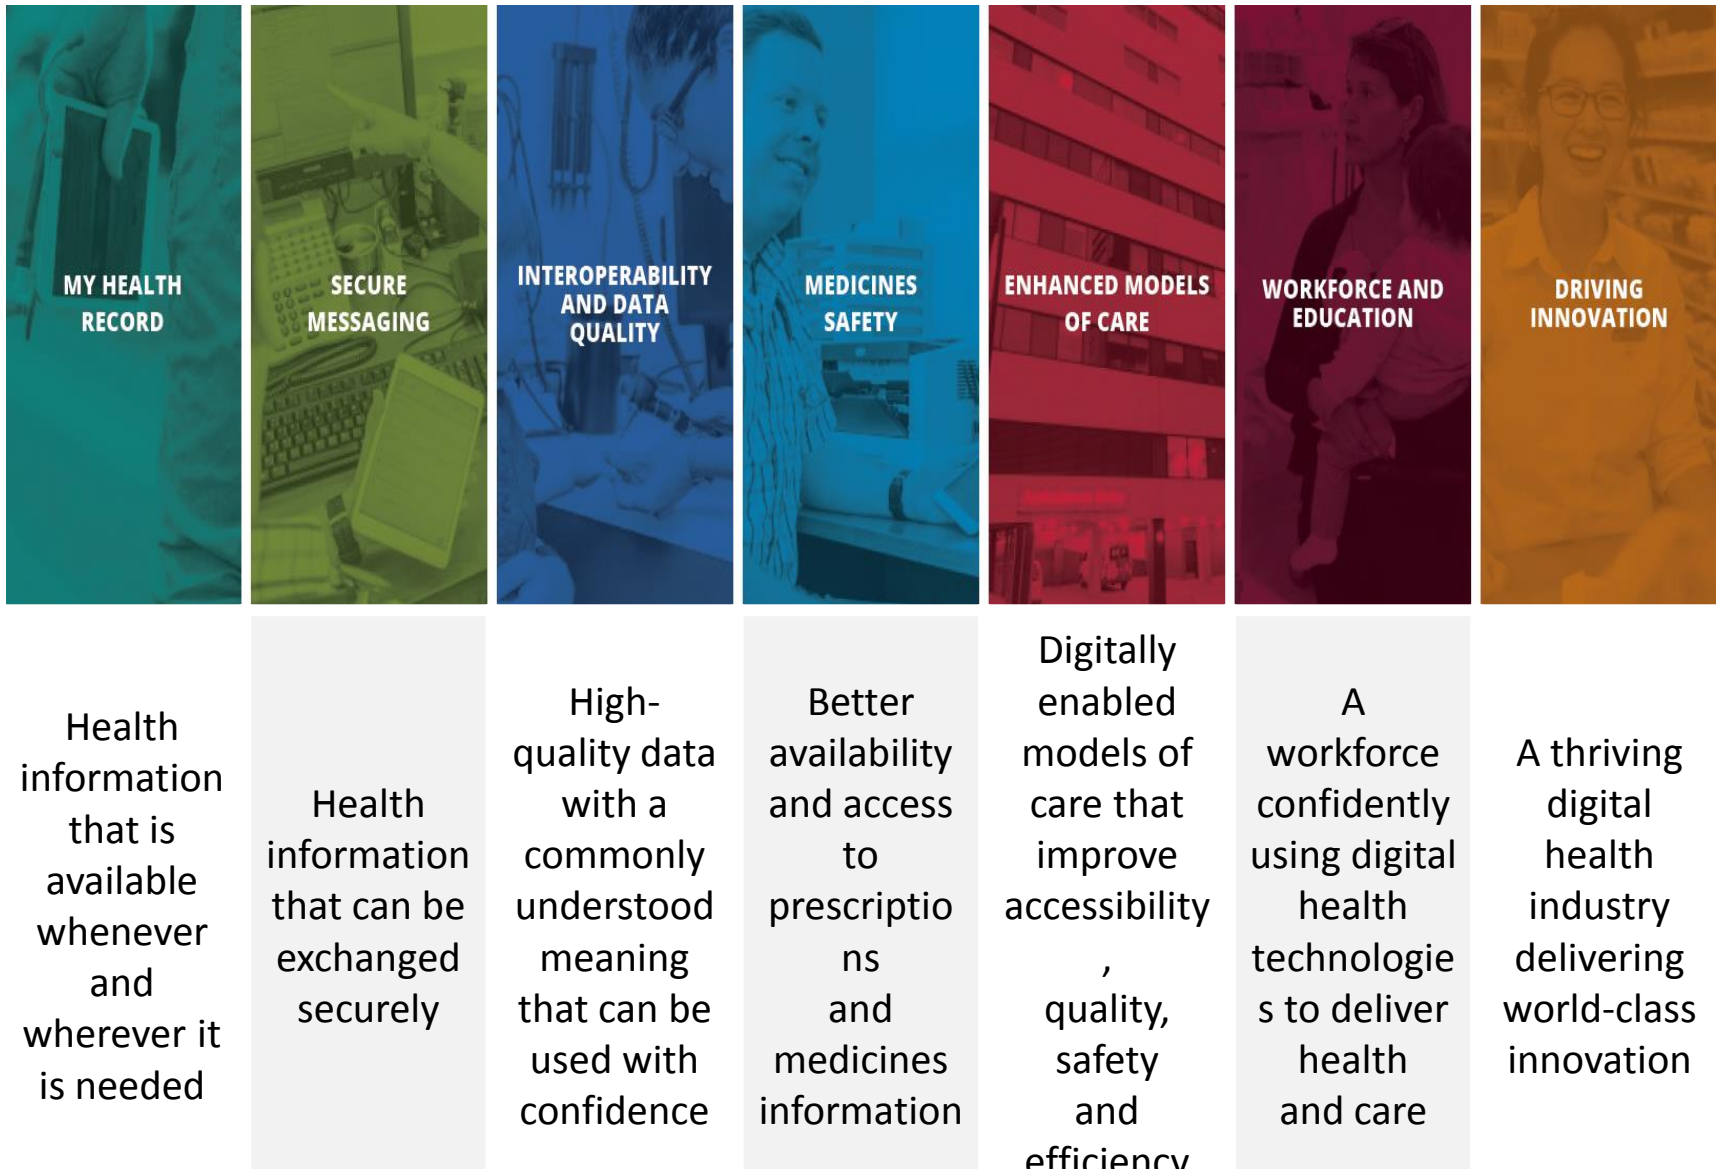 MY HEALTH
RECORD
SECURE
MESSAGING
INTEROPERABILITY
AND DATA
QUALITY
MEDICINES
SAFETY
ENHANCED MODELS
OF CARE
WORKFORCE AND
EDUCATION
DRIVING
INNOVATION
Health
information
that is
available
whenever
and
wherever it
is needed
Health
information
that can be
exchanged
securely
High-
quality data
with a
commonly
understood
meaning
that can be
used with
confidence
Better
availability
and access
to
prescriptio
ns
and
medicines
information
Digitally
enabled
models of
care that
improve
accessibility
,
quality,
safety
and
efficiency
A
workforce
confidently
using digital
health
technologie
s to deliver
health
and care
A thriving
digital
health
industry
delivering
world-class
innovation